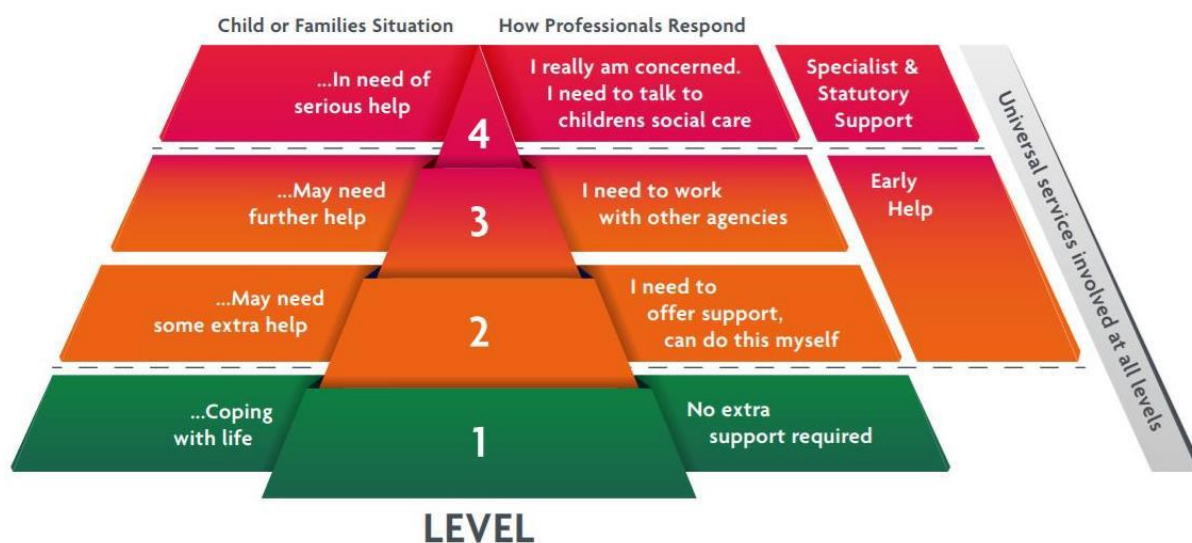 Child or Families Situation
How Professionals Respond
...In need of
serious help
4
I really am concerned.
I need to talk to
childrens social care
Specialist &
Statutory
Support
...May need
further help
3
I need to work
with other agencies
Early
Help
...May need
some extra help
2
I need to
offer support,
can do this myself
...Coping
with life
1
No extra
support required
Universal services involved at all levels
LEVEL